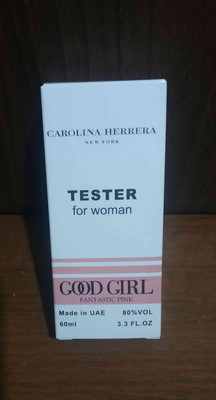 CAROLINA HERRERA
NEW YORK
TESTER
for woman
GOOD GIRL
FANTASTIC PINK
Made in UAE 80%VOL
60ml 3.3 FL.OZ